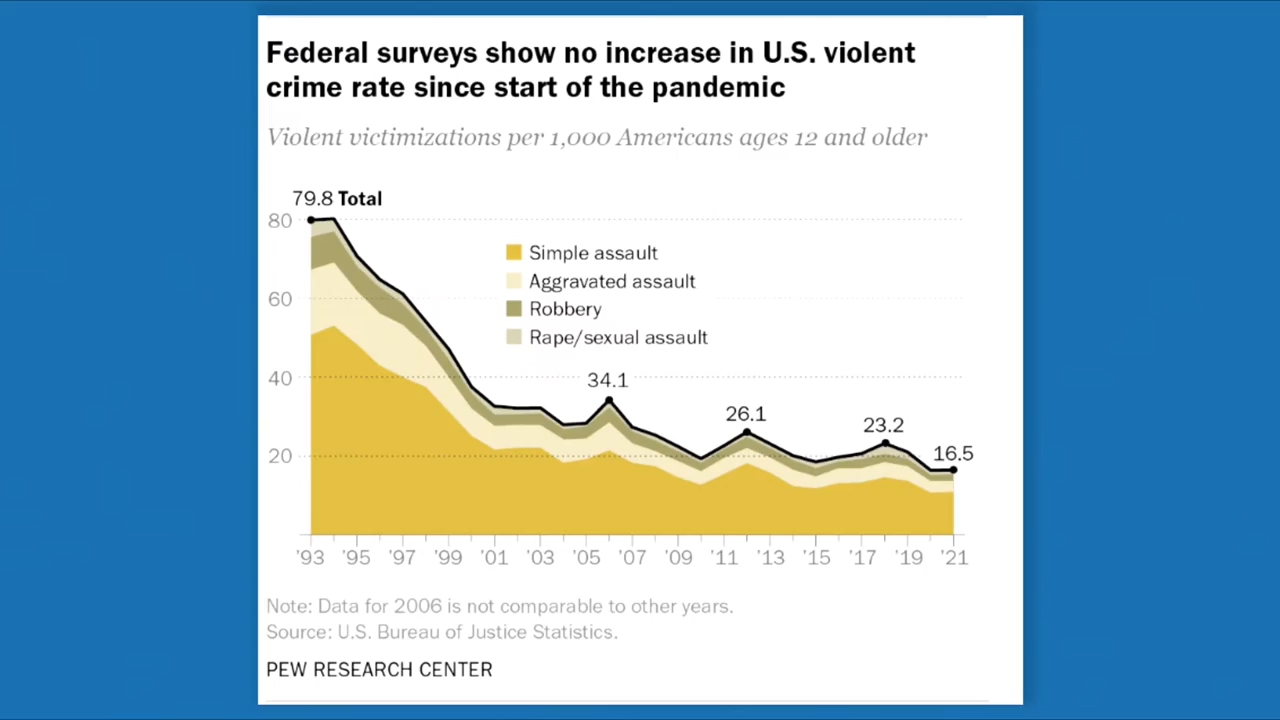 Federal surveys show no increase in U.S. violent
crime rate since start of the pandemic
Violent victimizations per 1,000 Americans ages 12 and older
79.8 Total
80
60
40
20
Simple assault
Aggravated assault
Robbery
Rape/sexual assault
34.1
26.1
23.2
16.5
'93 '95 '97 '99 '01 '03 '05 '07 '09 '11 '13 '15 '17 '19 '21
Note: Data for 2006 is not comparable to other years.
Source: U.S. Bureau of Justice Statistics.
PEW RESEARCH CENTER